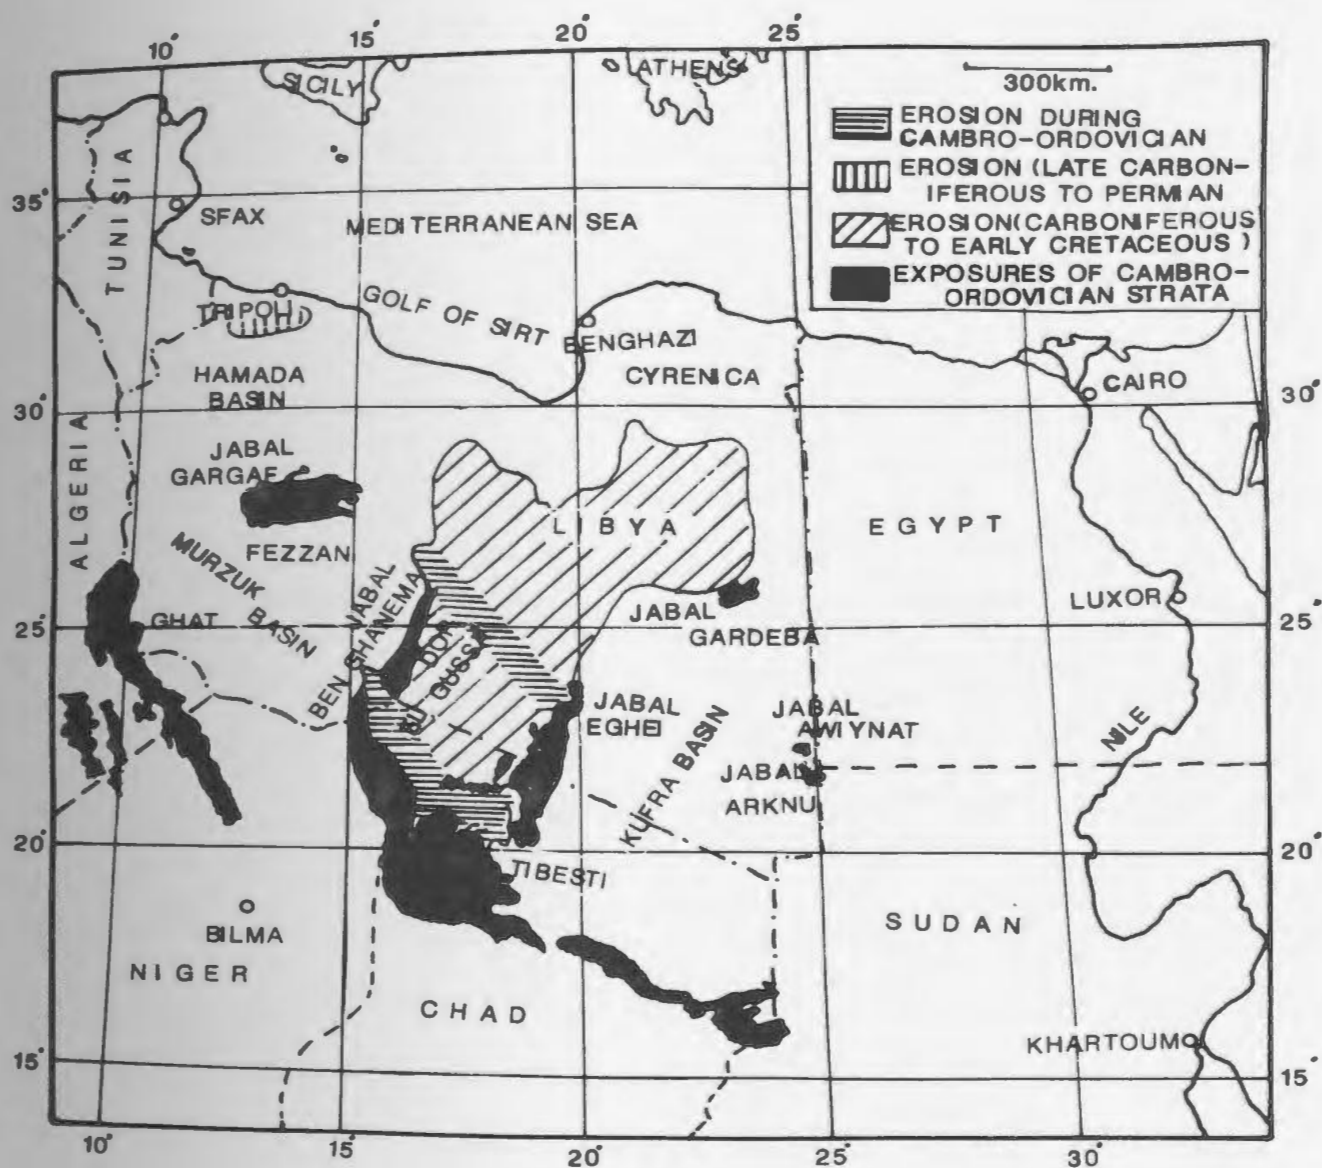 10°
15°
20°
25°
SICILY
ATHENS
300km.
EROSION DURING
CAMBRO-ORDOVICIAN
EROSION (LATE CARBON-
IFEROUS TO PERMIAN
EROSION(CARBONIFEROUS
TO EARLY CRETACEOUS)
EXPOSURES OF CAMBRO-
ORDOVICIAN STRATA
TUNISIA
35°
SFAX
MEDITERRANEAN SEA
GOLF OF SIRT
TRIPOLI
BENGHAZI
CYRENICA
CAIRO
HAMADA
BASIN
30°
30°
ALGERIA
JABAL
GARGAF
LIBYA
EGYPT
FEZZAN
MURZUK
BASIN
JABAL
BEN GHANEMA
DOR
EL GUSSA
GHAT
25°
JABAL
GARDEBA
LUXOR
25°
JABAL
EGHEI
KUFRA BASIN
JABAL
AWIYNAT
JABAL
ARKNU
NILE
20°
20°
TIBESTI
BILMA
NIGER
SUDAN
CHAD
KHARTOUM
15°
15°
10°
15°
20°
25°
30°